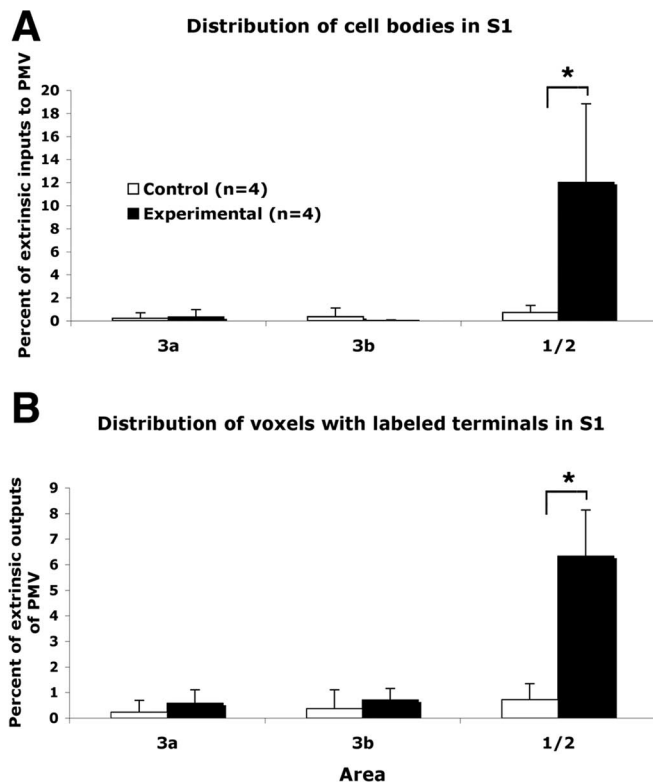 A
Distribution of cell bodies in S1
Percent of extrinsic inputs to PMV
20
18
16
14
12
10
8
6
4
2
0
*
Control (n=4)
Experimental (n=4)
3a 3b 1/2
B
Distribution of voxels with labeled terminals in S1
Percent of extrinsic outputs
of PMV
9
8
7
6
5
4
3
2
1
0
*
3a 3b 1/2
Area